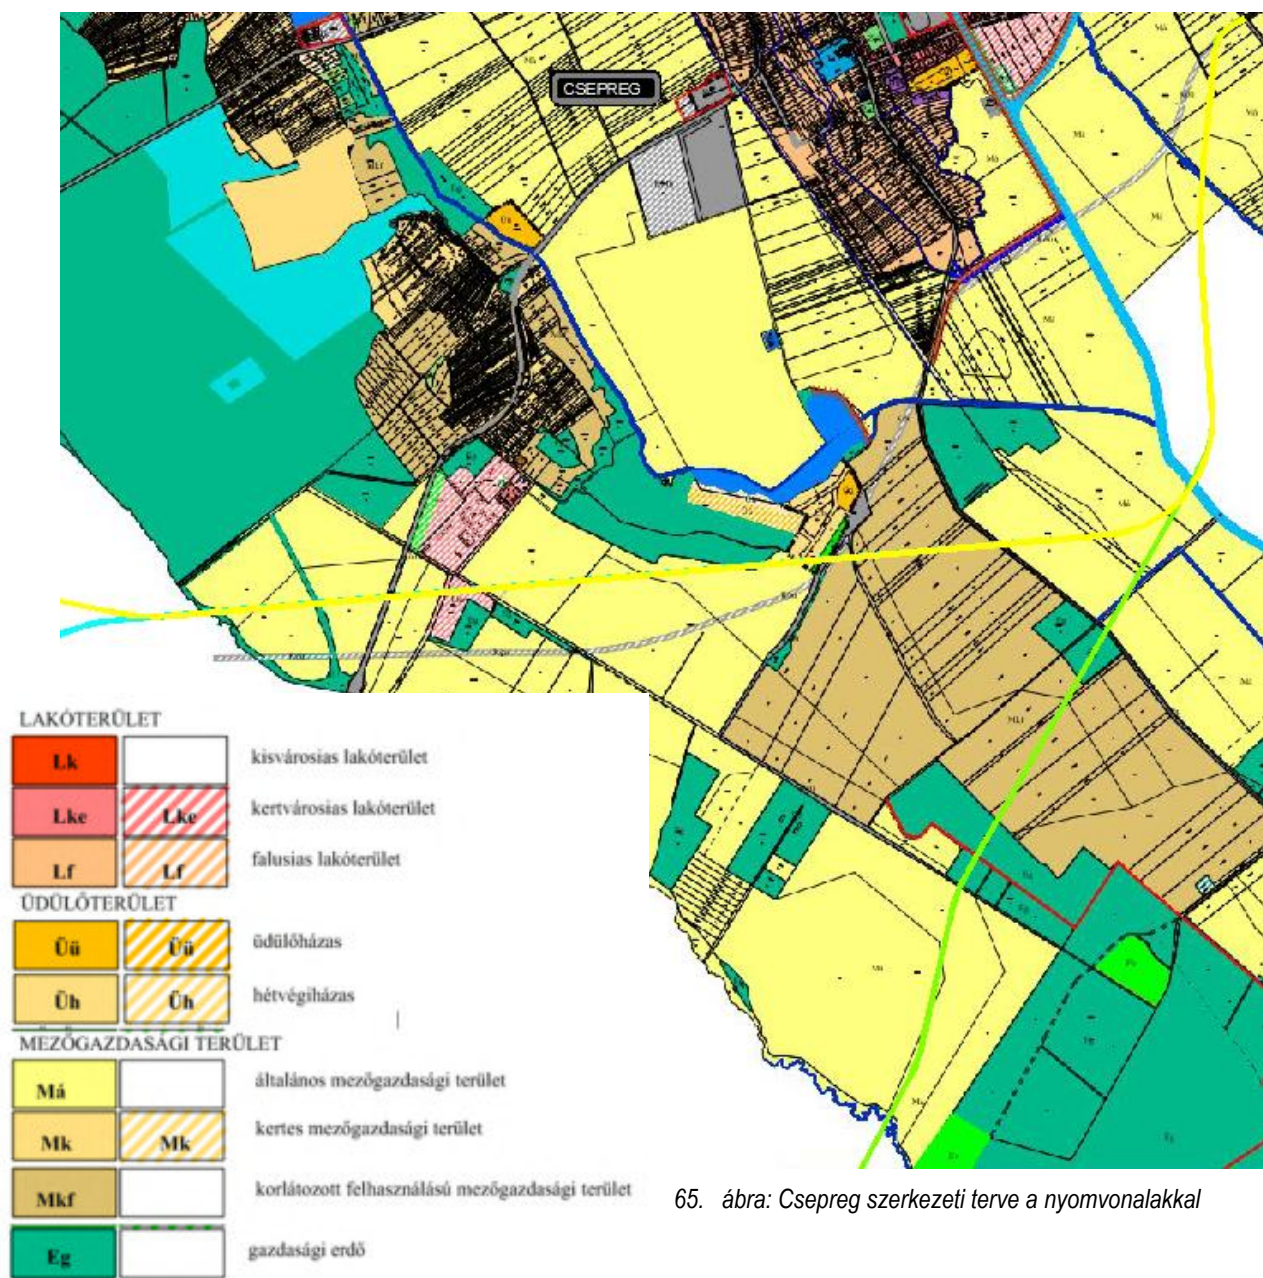 CSEPREG
LAKÓTERÜLET
Lk kisvárosias lakóterület
Lke Lke kertvárosias lakóterület
Lf Lf falusias lakóterület
ÜDÜLŐTERÜLET
Üü Üü üdülőházas
Üh Üh hétvégiházas
MEZŐGAZDASÁGI TERÜLET
Má általános mezőgazdasági terület
Mk Mk kertes mezőgazdasági terület
Mkf korlátozott felhasználású mezőgazdasági terület
Eg gazdasági erdő
65. ábra: Csepreg szerkezeti terve a nyomvonalakkal